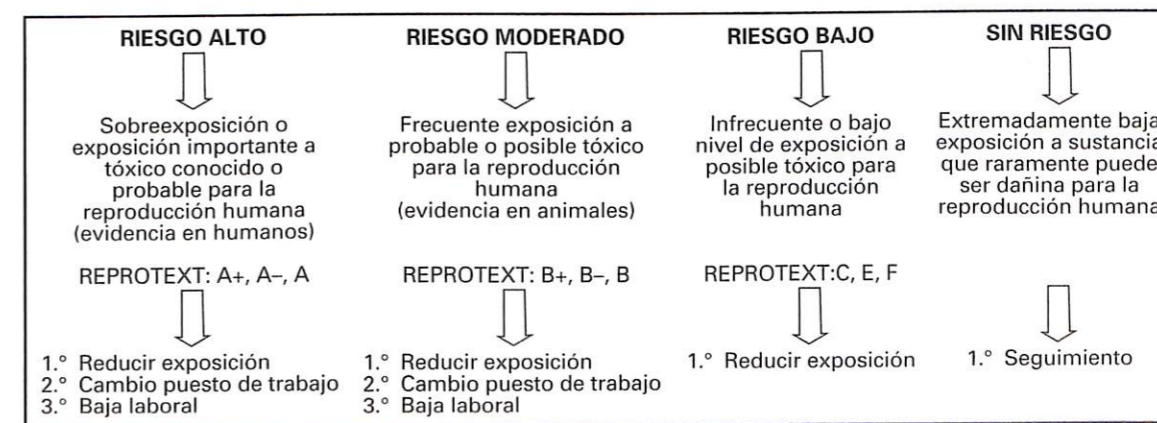 RIESGO ALTO
Sobreexposición o
exposición importante a
tóxico conocido o
probable para la
reproducción humana
(evidencia en humanos)
REPROTEXT: A+, A–, A
1.° Reducir exposición
2.° Cambio puesto de trabajo
3.° Baja laboral
RIESGO MODERADO
Frecuente exposición a
probable o posible tóxico
para la reproducción
humana
(evidencia en animales)
REPROTEXT: B+, B–, B
1.° Reducir exposición
2.° Cambio puesto de trabajo
3.° Baja laboral
RIESGO BAJO
Infrecuente o bajo
nivel de exposición a
posible tóxico para
la reproducción
humana
REPROTEXT:C, E, F
1.° Reducir exposición
SIN RIESGO
Extremadamente baja
exposición a sustancia
que raramente puede
ser dañina para la
reproducción humana
1.° Seguimiento